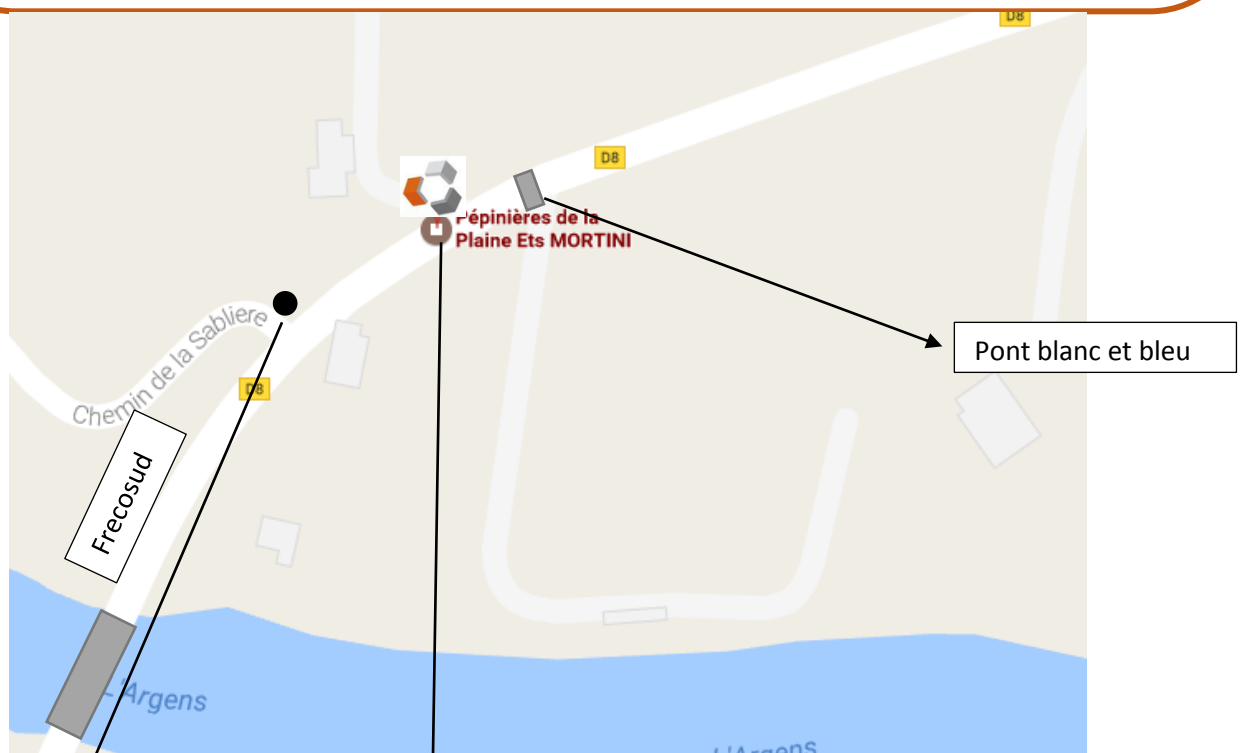 D8
D8
Pépinières de la
Plaine Ets MORTINI
Chemin de la Sabliere
Pont blanc et bleu
D8
Frecosud
L'Argens
L'Argens